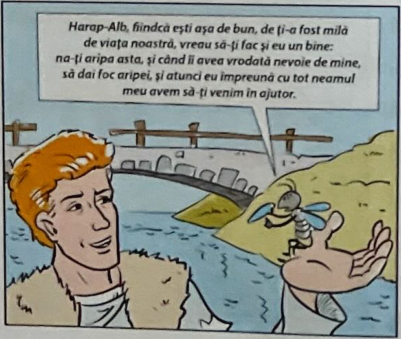 Harap-Alb, fiindcă ești așa de bun, de ți-a fost milă
de viața noastră, vreau să-ți fac și eu un bine:
na-ți aripa asta, și când îi avea vrodată nevoie de mine,
să dai foc aripei, și atunci eu împreună cu tot neamul
meu avem să-ți venim în ajutor.